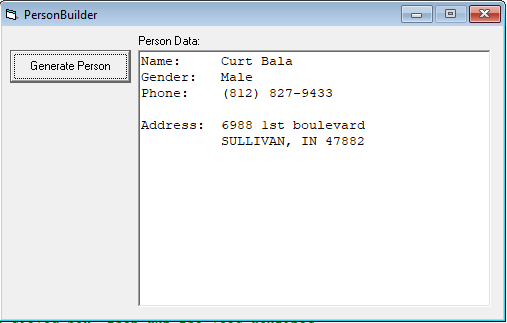 PersonBuilder
Person Data:
Generate Person
Name:     Curt Bala
Gender:   Male
Phone:    (812) 827-9433
Address:  6988 1st boulevard
SULLIVAN, IN 47882